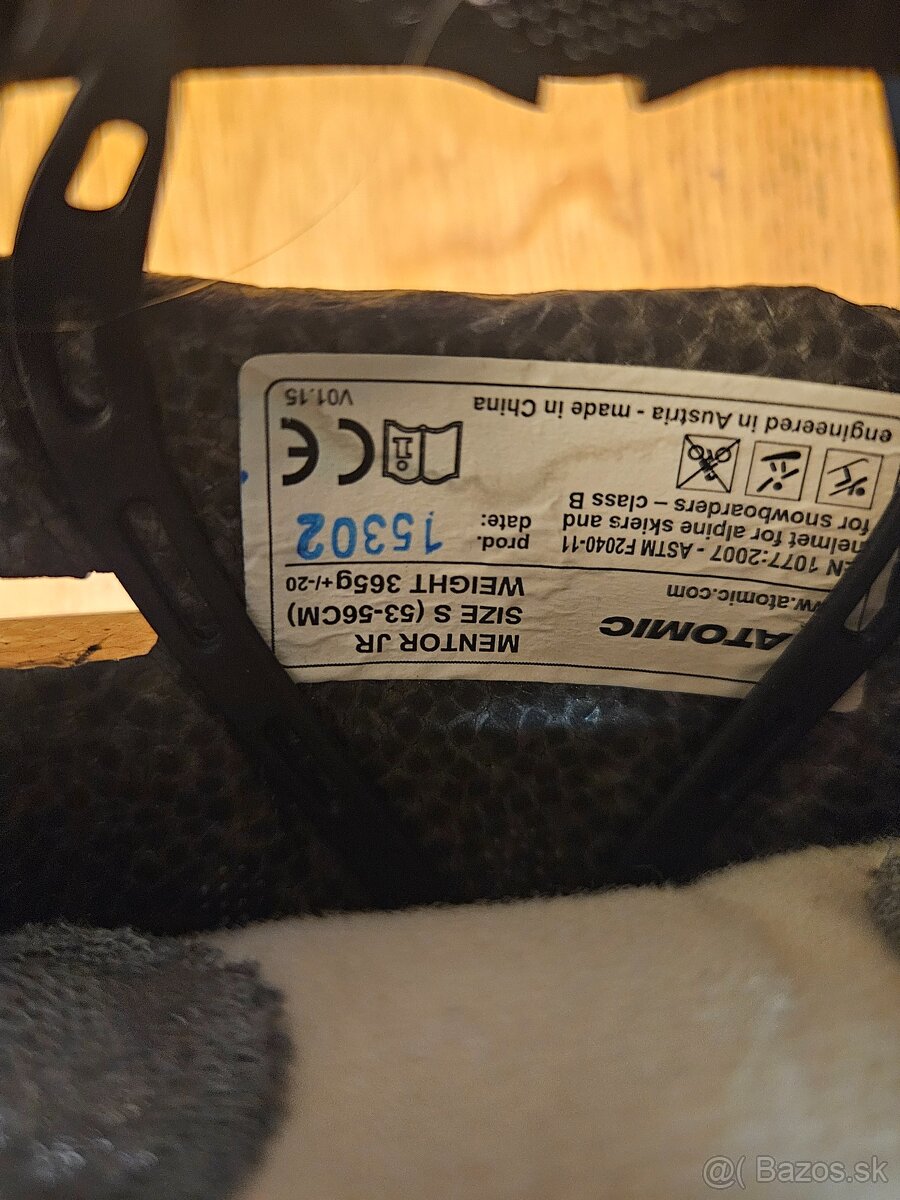 ATOMIC
w.atomic.com
MENTOR JR
SIZE S (53-56CM)
WEIGHT 365g+/-20
EN 1077:2007 - ASTM F2040-11
helmet for alpine skiers and
for snowboarders – class B
prod.
date:
15302
i
CE
engineered in Austria - made in China
V01.15
@( Bazos.sk